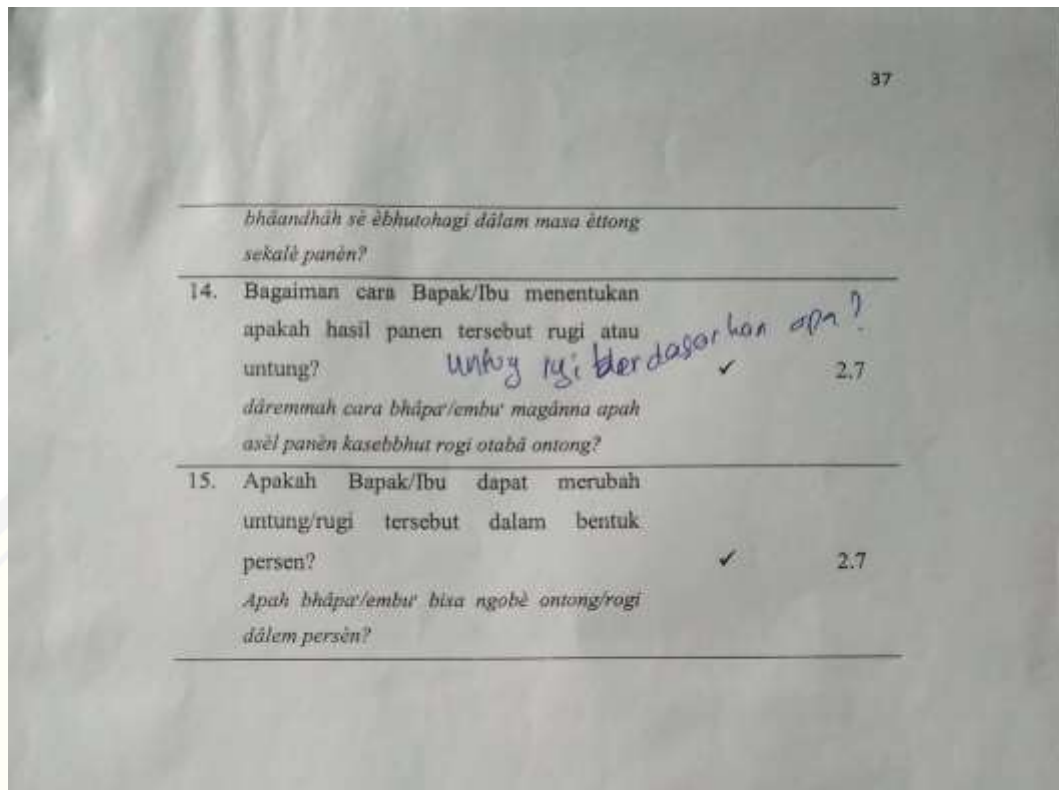 37
bhâandhâh sè èbhutohagi dâlam masa èttong
sekalè panèn?
14. Bagaiman cara Bapak/Ibu menentukan
apakah hasil panen tersebut rugi atau
untung? ✓ 2.7
untug rgi berdasarkan apa?
dâremmah cara bhâpa'/embu' magânna apah
asèl panèn kasebbhut rogi otabâ ontong?
15. Apakah Bapak/Ibu dapat merubah
untung/rugi tersebut dalam bentuk
persen? ✓ 2.7
Apah bhâpa'/embu' bisa ngobè ontong/rogi
dâlem persèn?